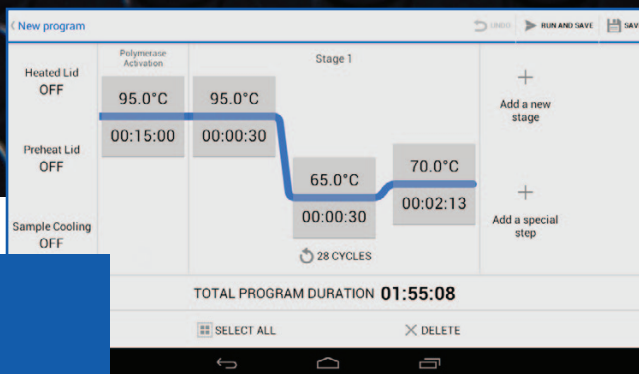 New program
UNDO
RUN AND SAVE
Heated Lid
OFF
Preheat Lid
OFF
Sample Cooling
OFF
Polymerase
Activation
95.0°C
00:15:00
Stage 1
95.0°C
00:00:30
65.0°C
00:00:30
70.0°C
00:02:13
28 CYCLES
+
Add a new
stage
+
Add a special
step
TOTAL PROGRAM DURATION 01:55:08
SELECT ALL
DELETE